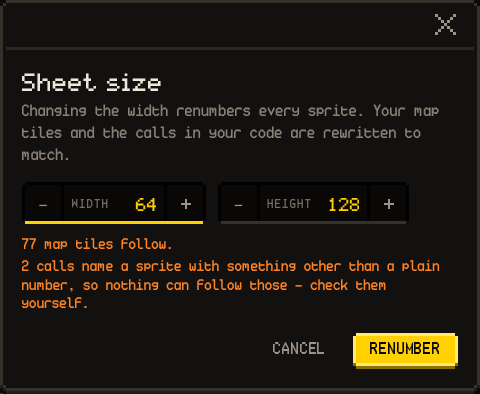 Sheet size
Changing the width renumbers every sprite. Your map
tiles and the calls in your code are rewritten to
match.
- WIDTH 64 + - HEIGHT 128 +
77 map tiles follow.
2 calls name a sprite with something other than a plain
number, so nothing can follow those - check them
yourself.
CANCEL RENUMBER